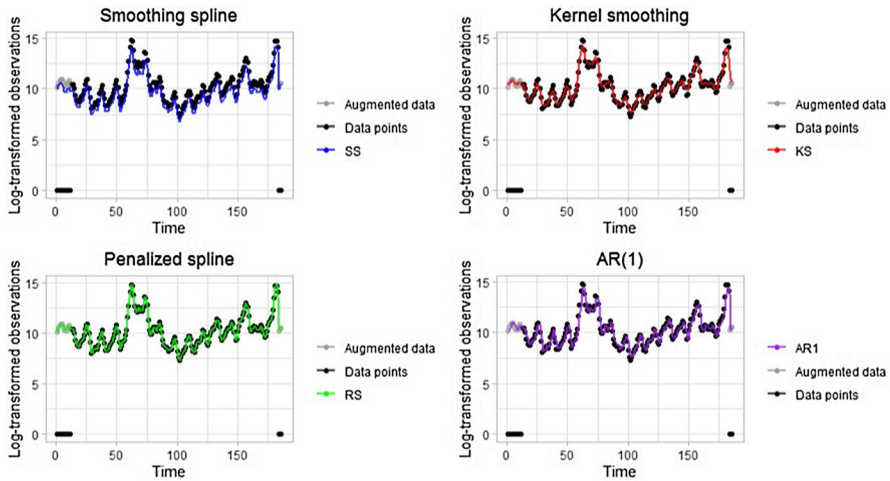 Smoothing spline
Log-transformed observations
15
10
5
0
0 50 100 150
Time
Augmented data
Data points
SS
Kernel smoothing
Log-transformed observations
15
10
5
0
0 50 100 150
Time
Augmented data
Data points
KS
Penalized spline
Log-transformed observations
15
10
5
0
0 50 100 150
Time
Augmented data
Data points
RS
AR(1)
Log-transformed observations
15
10
5
0
0 50 100 150
Time
AR1
Augmented data
Data points